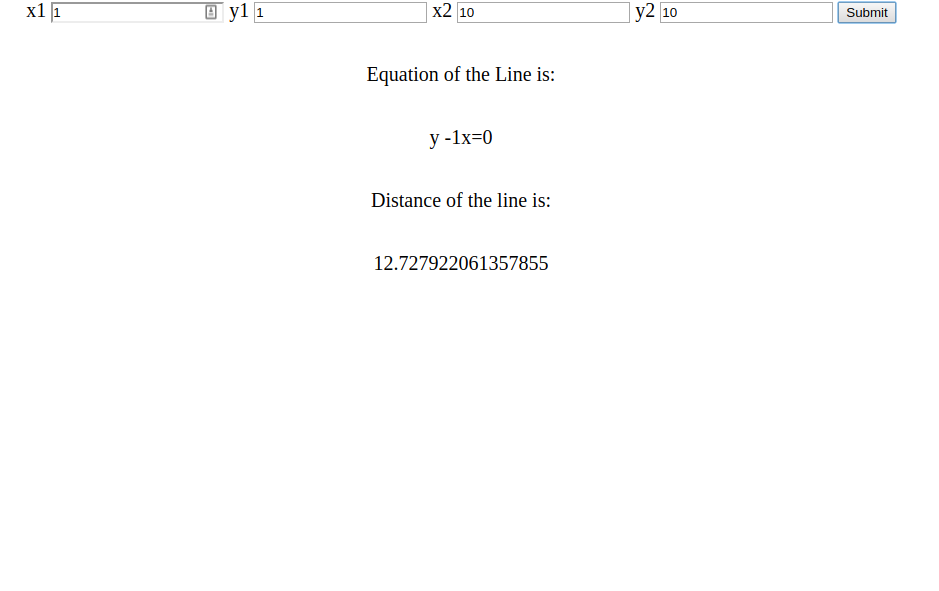 x1 1 y1 1 x2 10 y2 10 Submit
Equation of the Line is:
y -1x=0
Distance of the line is:
12.727922061357855